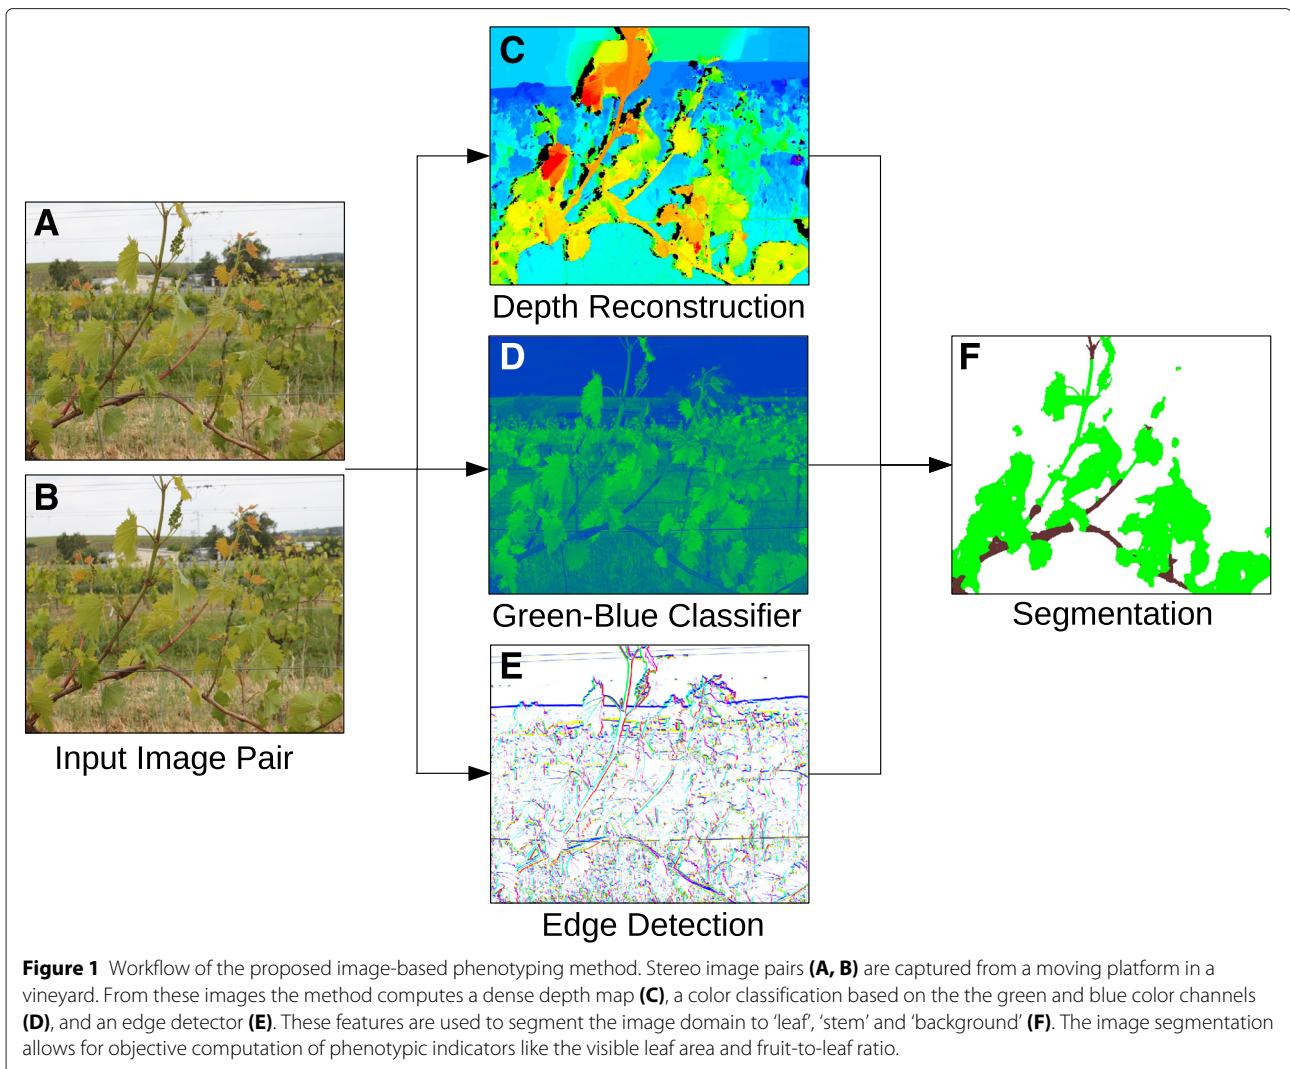 A
B
Input Image Pair
C
Depth Reconstruction
D
Green-Blue Classifier
E
Edge Detection
F
Segmentation
Figure 1 Workflow of the proposed image-based phenotyping method. Stereo image pairs (A, B) are captured from a moving platform in a
vineyard. From these images the method computes a dense depth map (C), a color classification based on the the green and blue color channels
(D), and an edge detector (E). These features are used to segment the image domain to ‘leaf’, ‘stem’ and ‘background’ (F). The image segmentation
allows for objective computation of phenotypic indicators like the visible leaf area and fruit-to-leaf ratio.